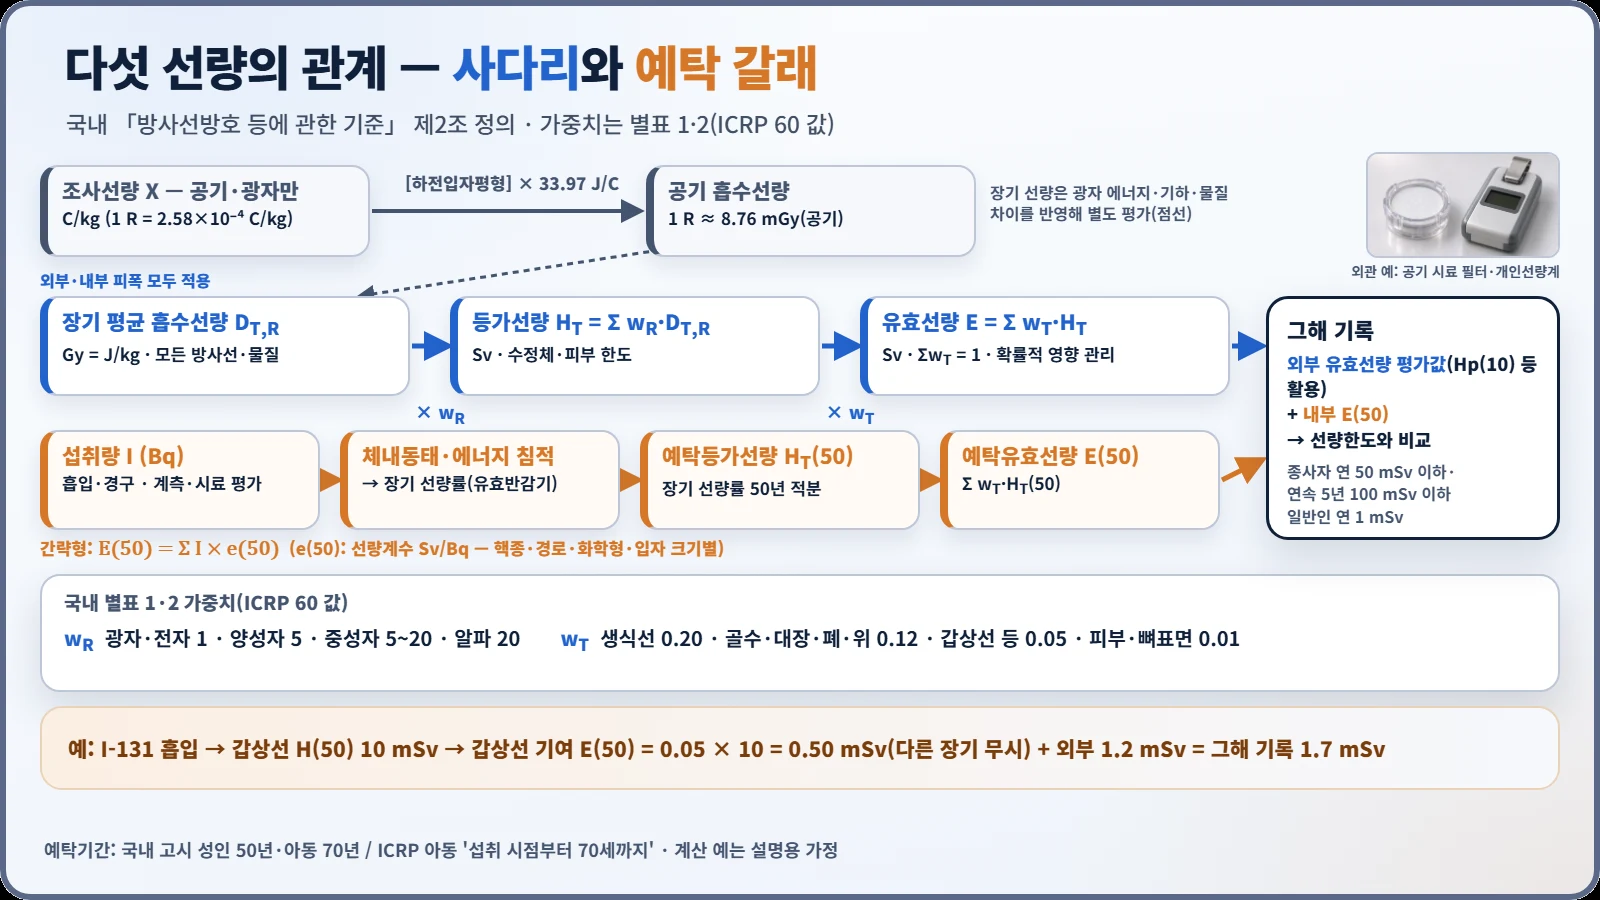 다섯 선량의 관계 — 사다리와 예탁 갈래
국내 「방사선방호 등에 관한 기준」 제2조 정의 · 가중치는 별표 1·2(ICRP 60 값)
조사선량 X — 공기·광자만
C/kg (1 R = 2.58×10⁻⁴ C/kg)
[하전입자평형] × 33.97 J/C
공기 흡수선량
1 R ≈ 8.76 mGy(공기)
장기 선량은 광자 에너지·기하·물질
차이를 반영해 별도 평가(점선)
외관 예: 공기 시료 필터·개인선량계
외부·내부 피폭 모두 적용
장기 평균 흡수선량 D_T,R
Gy = J/kg · 모든 방사선·물질
등가선량 H_T = Σ w_R·D_T,R
Sv · 수정체·피부 한도
유효선량 E = Σ w_T·H_T
Sv · Σw_T = 1 · 확률적 영향 관리
× w_R
× w_T
그해 기록
외부 유효선량 평가값(Hp(10) 등
활용)
+ 내부 E(50)
→ 선량한도와 비교
종사자 연 50 mSv 이하·
연속 5년 100 mSv 이하
일반인 연 1 mSv
섭취량 I (Bq)
흡입·경구 · 계측·시료 평가
체내동태·에너지 침적
→ 장기 선량률(유효반감기)
예탁등가선량 H_T(50)
장기 선량률 50년 적분
예탁유효선량 E(50)
Σ w_T·H_T(50)
간략형: E(50) = Σ I × e(50) (e(50): 선량계수 Sv/Bq — 핵종·경로·화학형·입자 크기별)
국내 별표 1·2 가중치(ICRP 60 값)
w_R 광자·전자 1 · 양성자 5 · 중성자 5~20 · 알파 20 w_T 생식선 0.20 · 골수·대장·폐·위 0.12 · 갑상선 등 0.05 · 피부·뼈표면 0.01
예: I-131 흡입 → 갑상선 H(50) 10 mSv → 갑상선 기여 E(50) = 0.05 × 10 = 0.50 mSv(다른 장기 무시) + 외부 1.2 mSv = 그해 기록 1.7 mSv
예탁기간: 국내 고시 성인 50년·아동 70년 / ICRP 아동 '섭취 시점부터 70세까지' · 계산 예는 설명용 가정